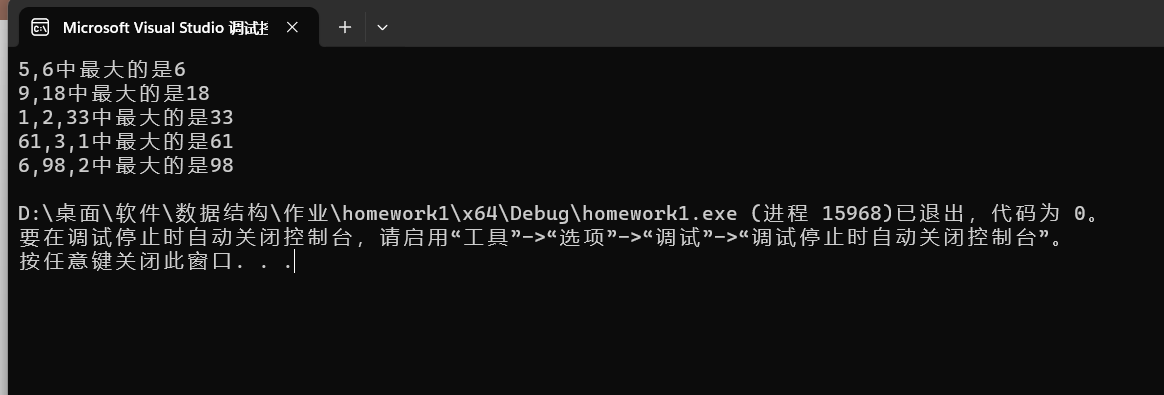 Microsoft Visual Studio 调试
5,6中最大的是6
9,18中最大的是18
1,2,33中最大的是33
61,3,1中最大的是61
6,98,2中最大的是98
D:\桌面\软件\数据结构\作业\homework1\x64\Debug\homework1.exe (进程 15968)已退出，代码为 0。
要在调试停止时自动关闭控制台，请启用“工具”->“选项”->“调试”->“调试停止时自动关闭控制台”。
按任意键关闭此窗口. . .